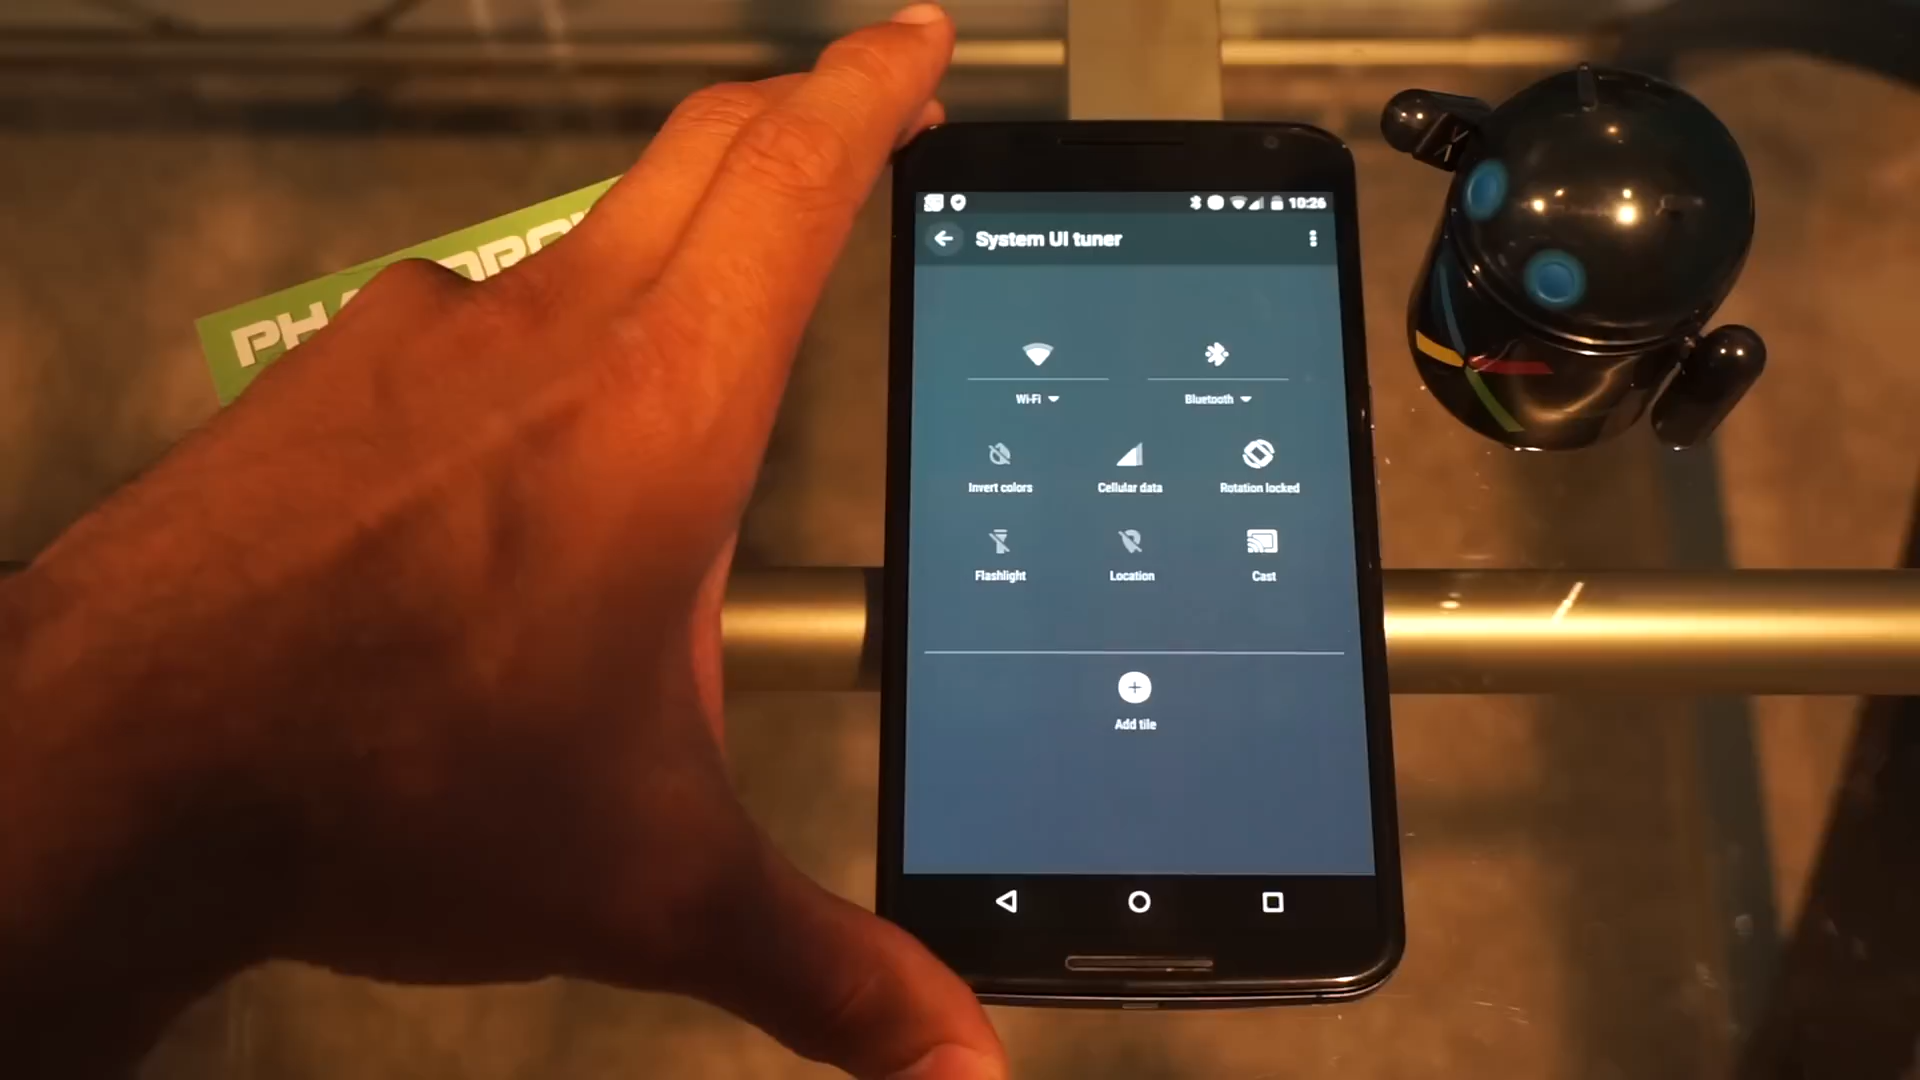 10:26
System UI tuner
Wi-Fi
Bluetooth
Invert colors
Cellular data
Rotation locked
Flashlight
Location
Cast
Add tile